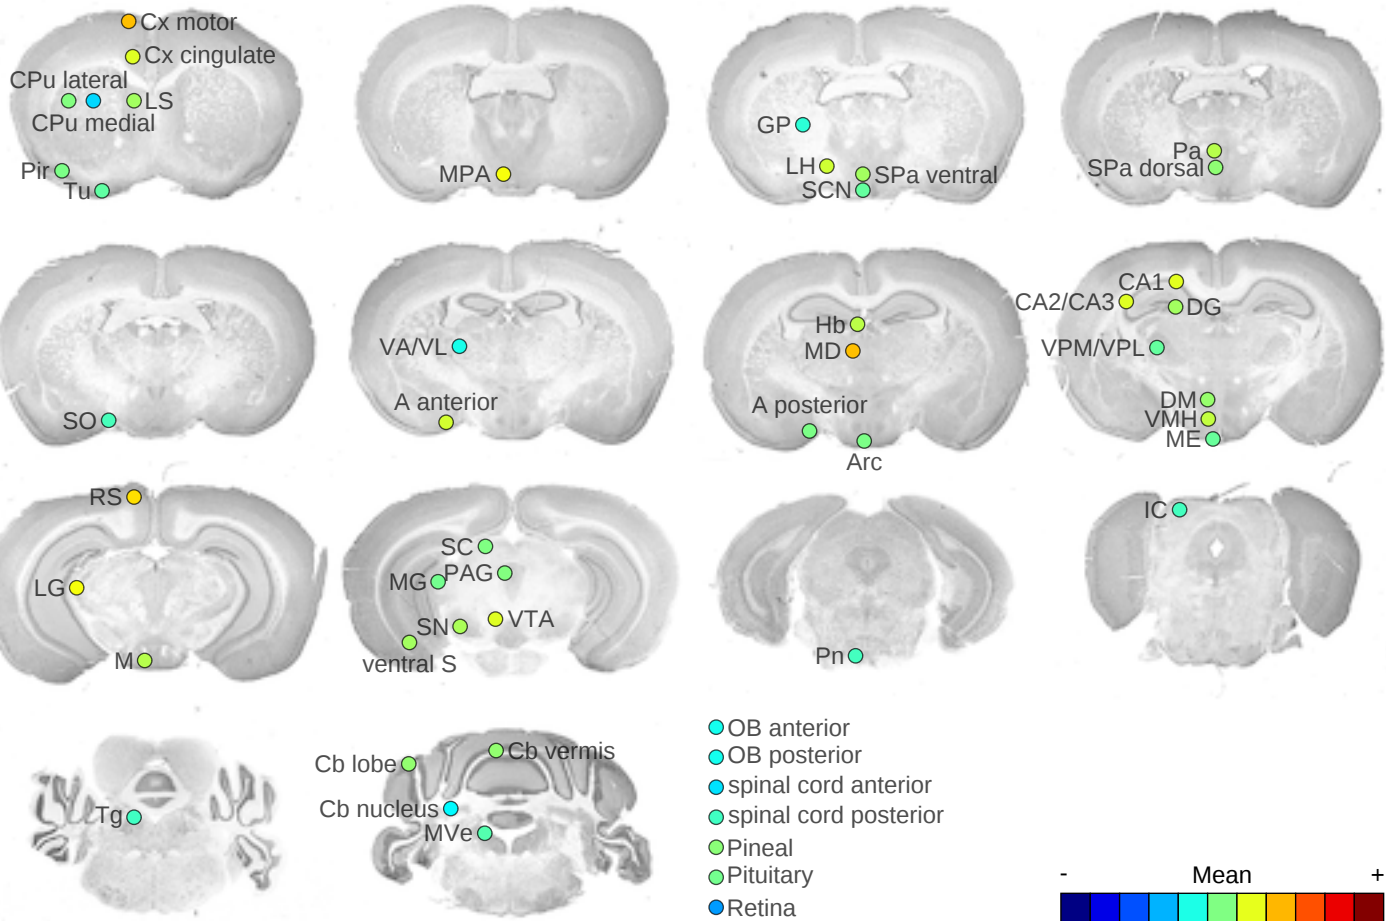 Cx motor
Cx cingulate
CPu lateral
LS
CPu medial
Pir
Tu
MPA
GP
LH
SPa ventral
SCN
Pa
SPa dorsal
SO
VA/VL
A anterior
Hb
MD
A posterior
Arc
CA1
CA2/CA3
DG
VPM/VPL
DM
VMH
ME
RS
LG
M
SC
MG
PAG
SN
VTA
ventral S
Pn
IC
Tg
Cb lobe
Cb vermis
Cb nucleus
MVe
OB anterior
OB posterior
spinal cord anterior
spinal cord posterior
Pineal
Pituitary
Retina
- Mean +